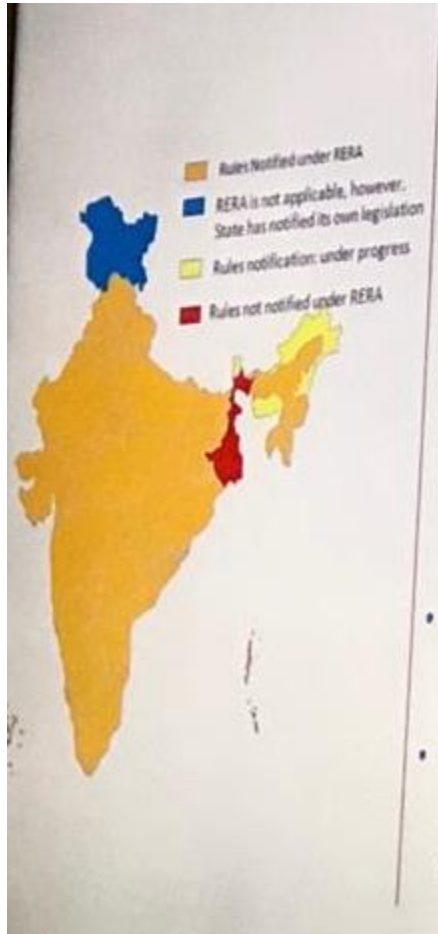 Rules Notified under RERA
RERA is not applicable, however.
State has notified its own legislation
Rules notification: under progress
Rules not notified under RERA